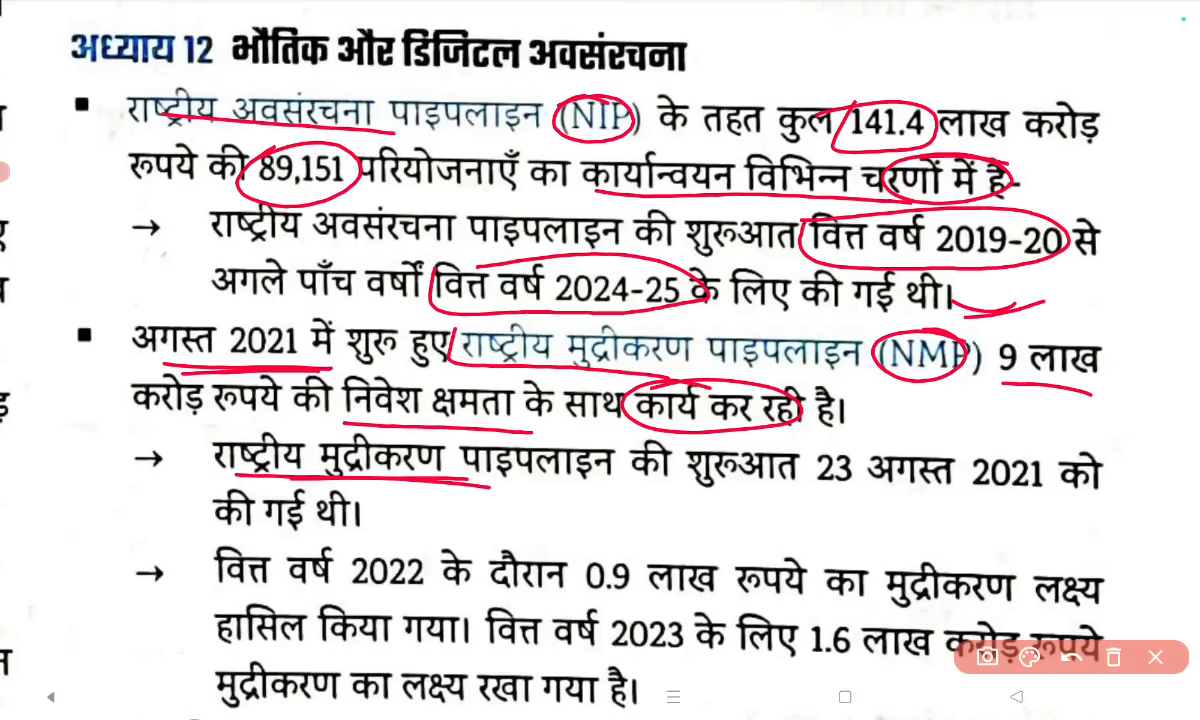 अध्याय 12 भौतिक और डिजिटल अवसंरचना
▪ राष्ट्रीय अवसंरचना पाइपलाइन (NIP) के तहत कुल 141.4 लाख करोड़
रूपये की 89,151 परियोजनाएँ का कार्यान्वयन विभिन्न चरणों में है-
→ राष्ट्रीय अवसंरचना पाइपलाइन की शुरूआत वित्त वर्ष 2019-20 से
अगले पाँच वर्षों वित्त वर्ष 2024-25 के लिए की गई थी।
▪ अगस्त 2021 में शुरू हुए राष्ट्रीय मुद्रीकरण पाइपलाइन (NMP) 9 लाख
करोड़ रूपये की निवेश क्षमता के साथ कार्य कर रही है।
→ राष्ट्रीय मुद्रीकरण पाइपलाइन की शुरूआत 23 अगस्त 2021 को
की गई थी।
→ वित्त वर्ष 2022 के दौरान 0.9 लाख रूपये का मुद्रीकरण लक्ष्य
हासिल किया गया। वित्त वर्ष 2023 के लिए 1.6 लाख करोड़ रूपये
मुद्रीकरण का लक्ष्य रखा गया है।